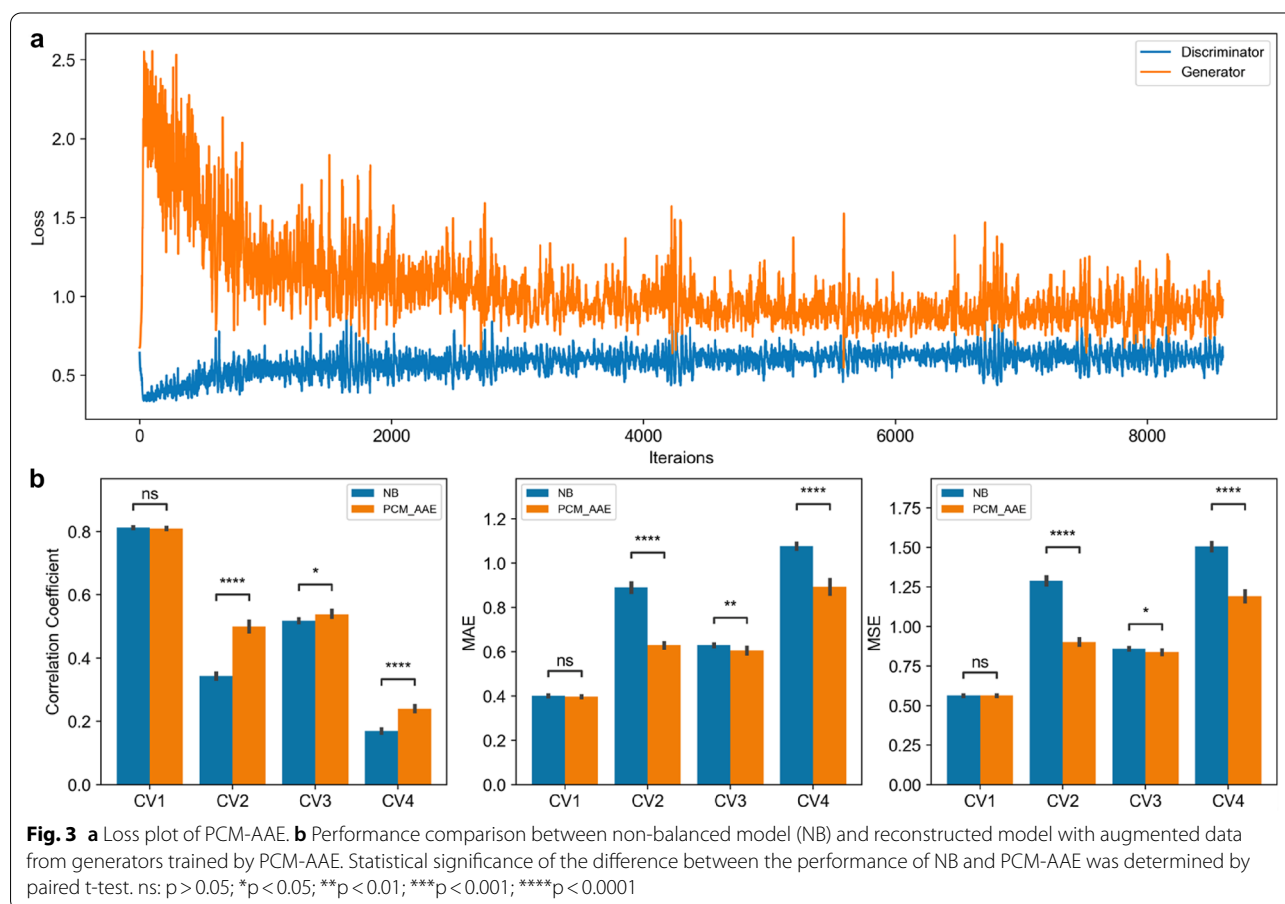 a
2.5
2.0
1.5
1.0
0.5
Loss
Discriminator
Generator
0
2000
4000
6000
8000
Iteraions
b
0.8
0.6
0.4
0.2
0.0
Correlation Coefficient
NB
PCM_AAE
ns
****
*
****
CV1
CV2
CV3
CV4
1.2
1.0
0.8
0.6
0.4
0.2
0.0
MAE
NB
PCM_AAE
ns
****
**
****
CV1
CV2
CV3
CV4
1.75
1.50
1.25
1.00
0.75
0.50
0.25
0.00
MSE
NB
PCM_AAE
ns
****
*
****
CV1
CV2
CV3
CV4
Fig. 3 a Loss plot of PCM-AAE. b Performance comparison between non-balanced model (NB) and reconstructed model with augmented data
from generators trained by PCM-AAE. Statistical significance of the difference between the performance of NB and PCM-AAE was determined by
paired t-test. ns: p > 0.05; *p < 0.05; **p < 0.01; ***p < 0.001; ****p < 0.0001